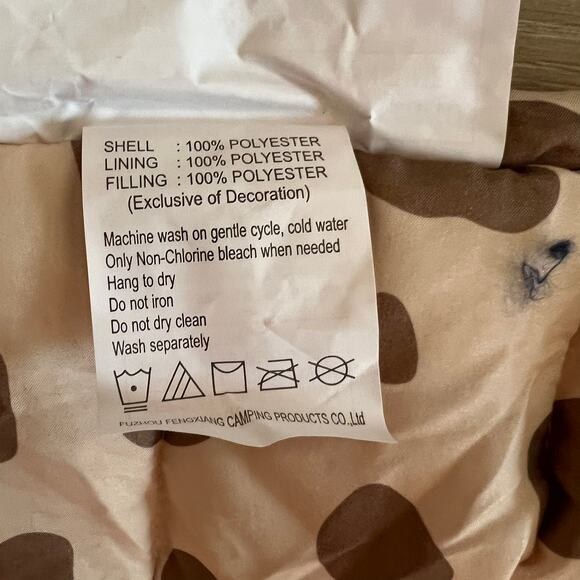 SHELL : 100% POLYESTER
LINING : 100% POLYESTER
FILLING : 100% POLYESTER
(Exclusive of Decoration)
Machine wash on gentle cycle, cold water
Only Non-Chlorine bleach when needed
Hang to dry
Do not iron
Do not dry clean
Wash separately
FUZHOU FENGXIANG CAMPING PRODUCTS CO.,Ltd